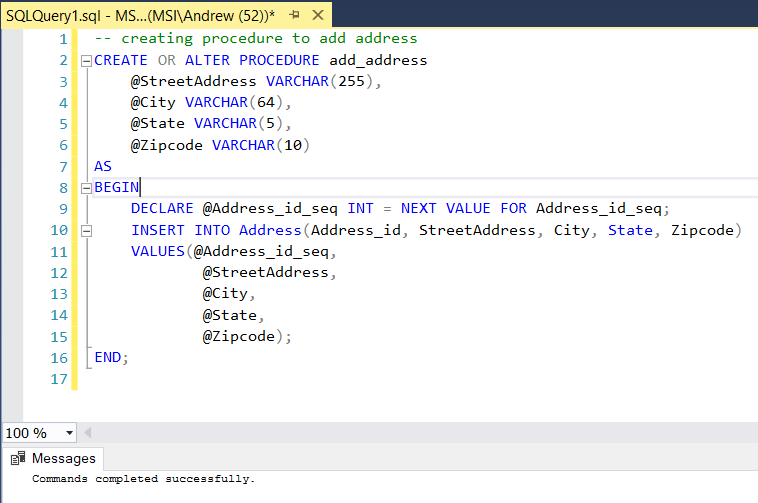 SQLQuery1.sql - MS...(MSI\Andrew (52))*
1 -- creating procedure to add address
2 CREATE OR ALTER PROCEDURE add_address
3 @StreetAddress VARCHAR(255),
4 @City VARCHAR(64),
5 @State VARCHAR(5),
6 @Zipcode VARCHAR(10)
7 AS
8 BEGIN
9 DECLARE @Address_id_seq INT = NEXT VALUE FOR Address_id_seq;
10 INSERT INTO Address(Address_id, StreetAddress, City, State, Zipcode)
11 VALUES(@Address_id_seq,
12 @StreetAddress,
13 @City,
14 @State,
15 @Zipcode);
16 END;
17
100 %
Messages
Commands completed successfully.